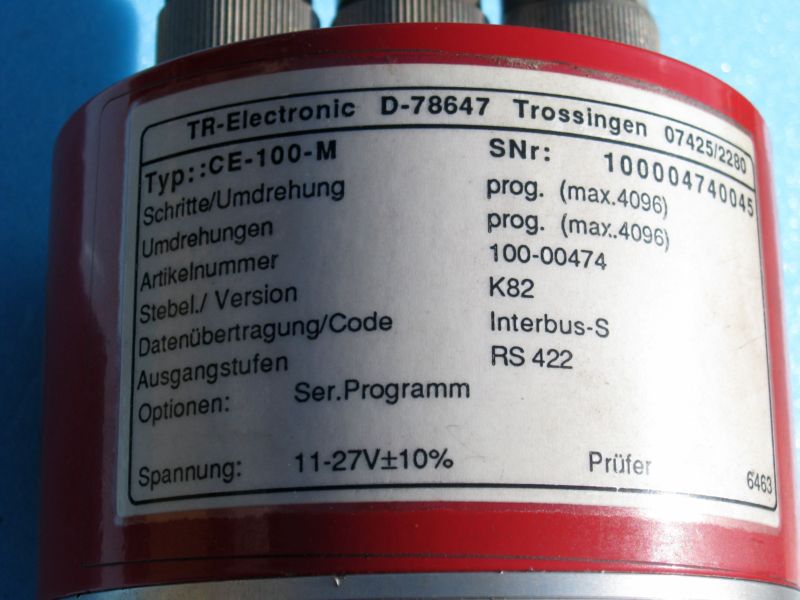 TR-Electronic D-78647 Trossingen 07425/2280
Typ::CE-100-M SNr: 100004740045
Schritte/Umdrehung prog. (max.4096)
Umdrehungen prog. (max..4096)
Artikelnummer 100-00474
Stebel./ Version K82
Datenübertragung/Code Interbus-S
Ausgangstufen RS 422
Optionen: Ser.Programm
Spannung: 11-27V±10% Prüfer 6463